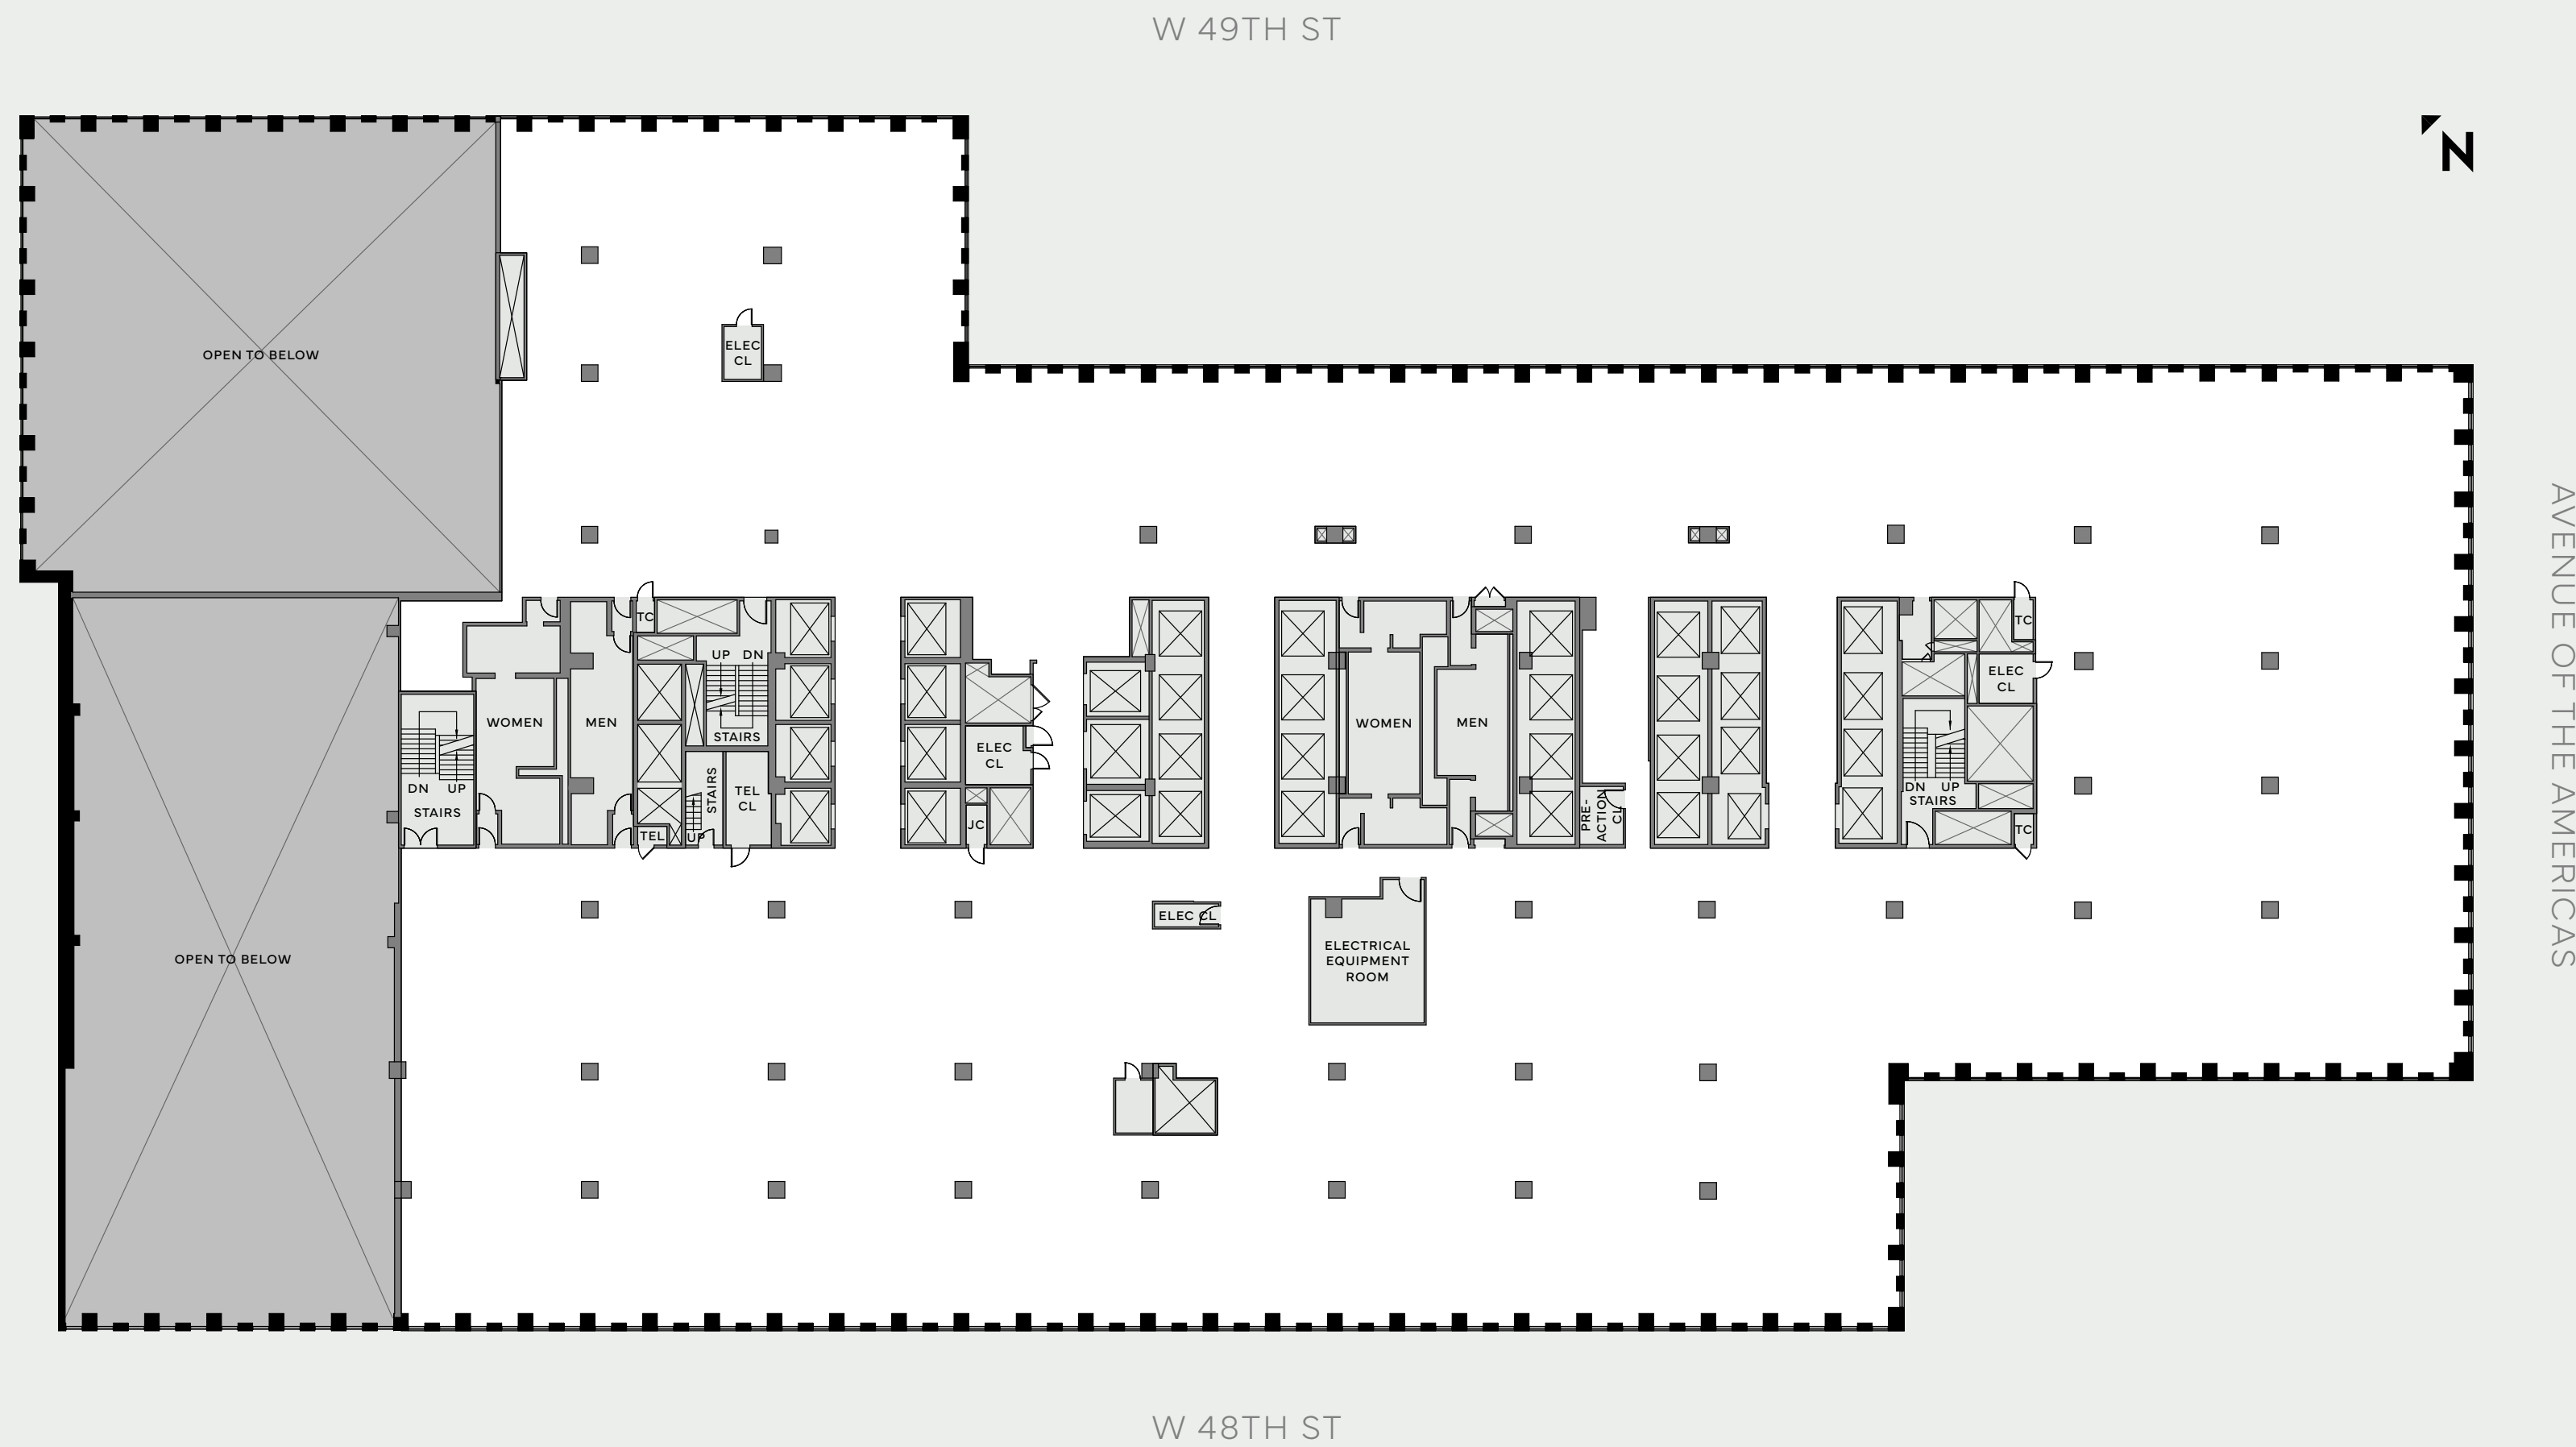 W 49TH ST
N
OPEN TO BELOW
ELEC
CL
AVENUE OF THE AMERICAS
TC
UP DN
STAIRS
WOMEN
MEN
DN UP
STAIRS
STAIRS
UP
TEL
CL
TEL
ELEC
CL
JC
WOMEN
MEN
PRE-
ACTION
CL
TC
ELEC
CL
DN UP
STAIRS
TC
ELEC CL
ELECTRICAL
EQUIPMENT
ROOM
OPEN TO BELOW
W 48TH ST